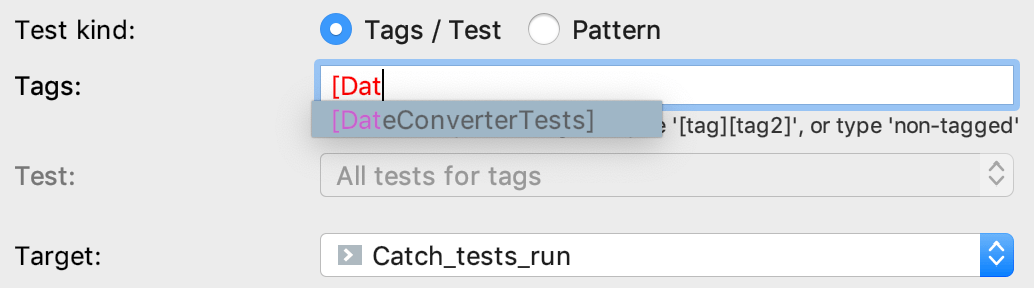 Test kind: Tags / Test Pattern
Tags: [Dat
[DateConverterTests] '[tag][tag2]', or type 'non-tagged'
Test: All tests for tags
Target: Catch_tests_run